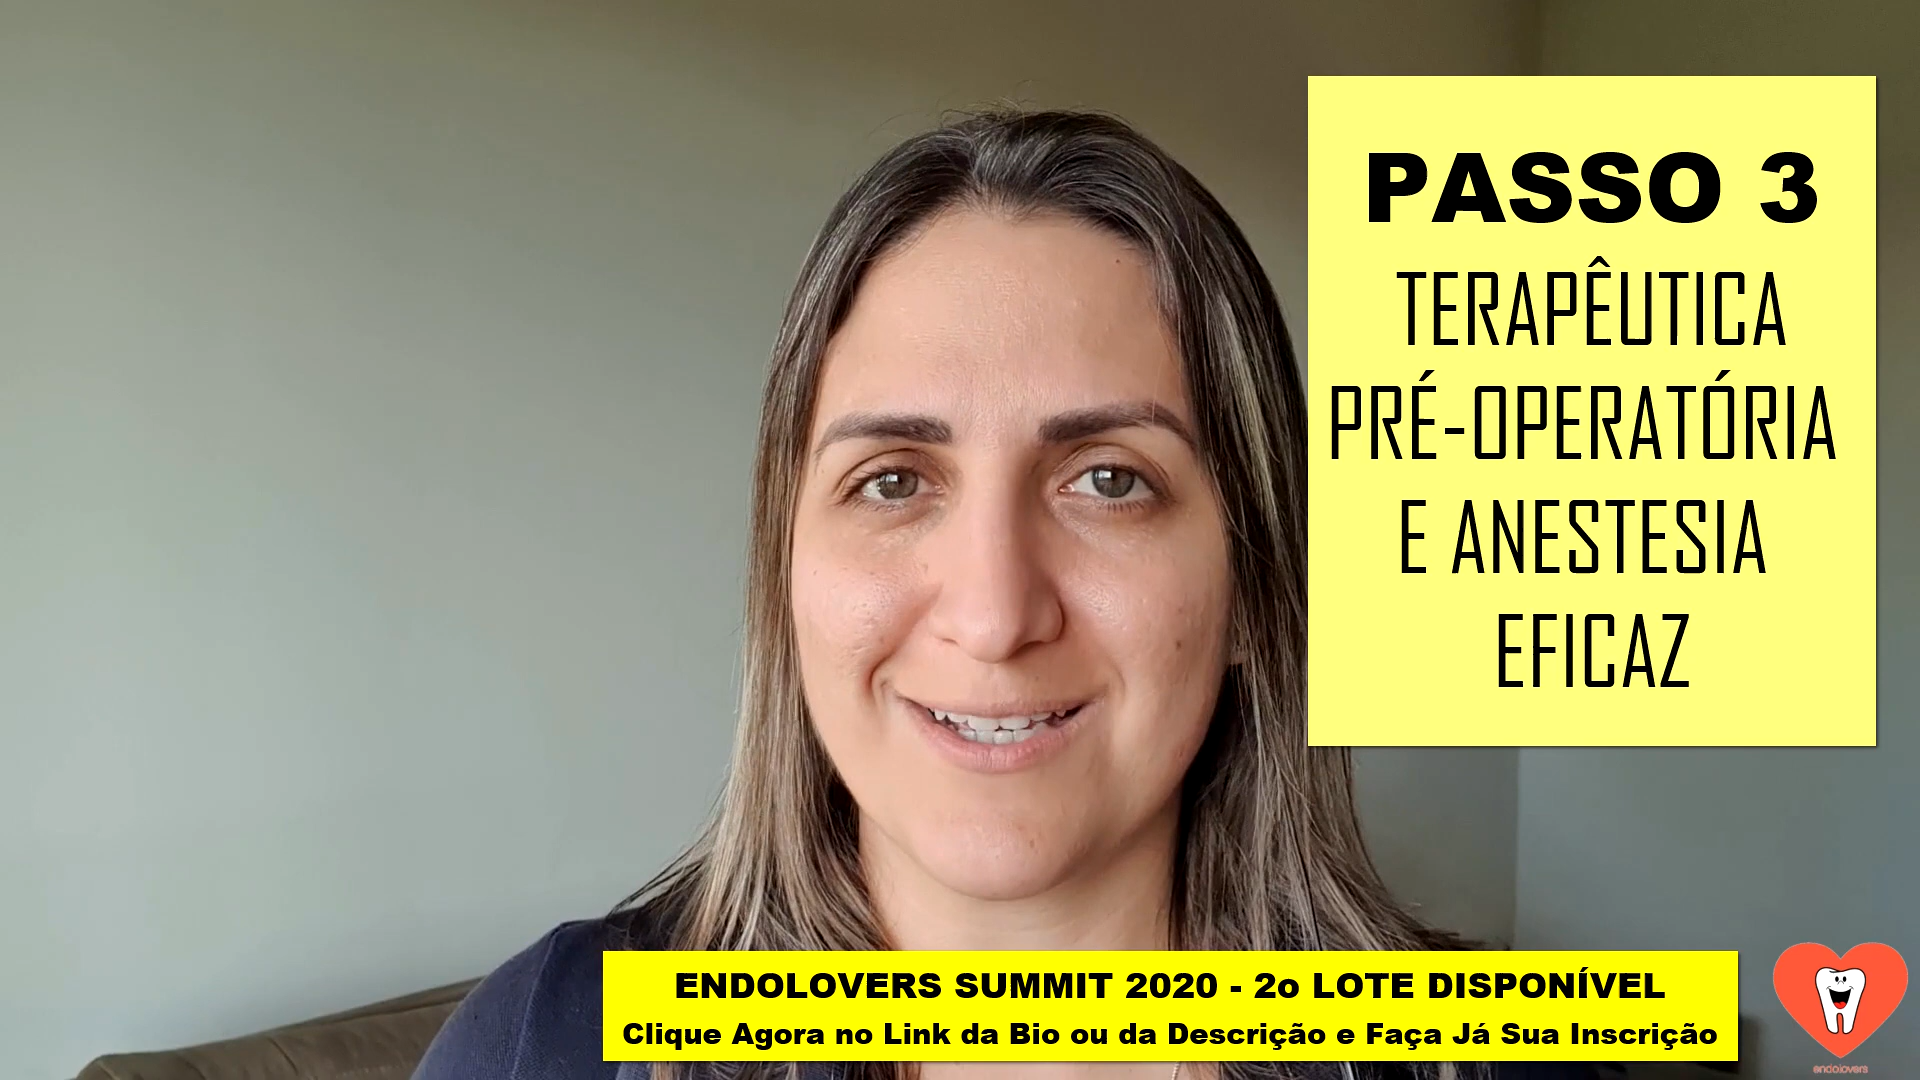 PASSO 3
TERAPÊUTICA
PRÉ-OPERATÓRIA
E ANESTESIA
EFICAZ
ENDOLOVERS SUMMIT 2020 - 2o LOTE DISPONÍVEL
Clique Agora no Link da Bio ou da Descrição e Faça Já Sua Inscrição
endolovers